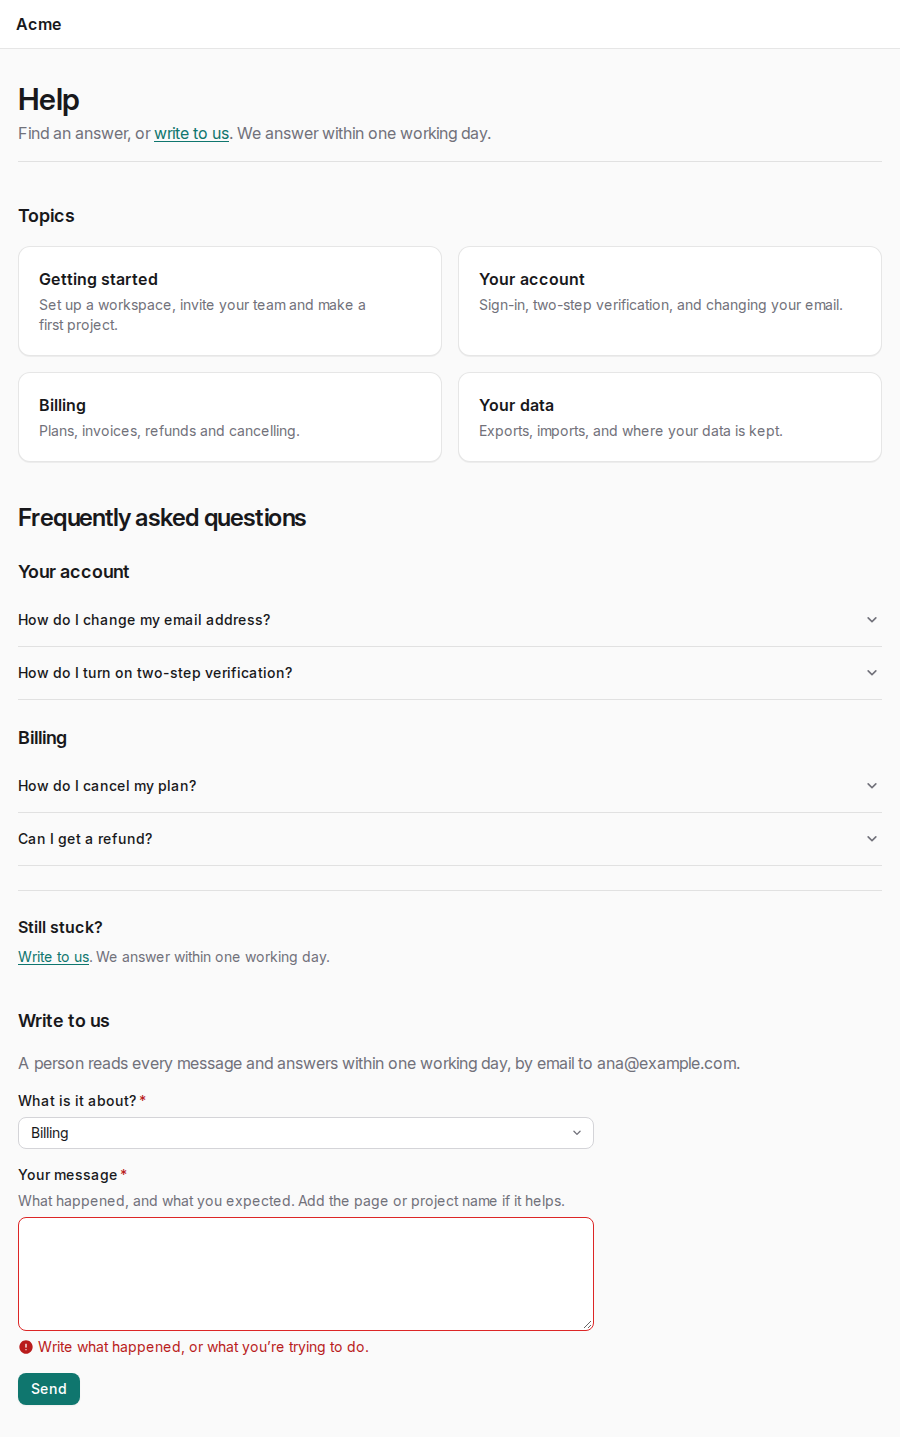 Acme
Help
Find an answer, or write to us. We answer within one working day.
Topics
Getting started
Set up a workspace, invite your team and make a
first project.
Your account
Sign-in, two-step verification, and changing your email.
Billing
Plans, invoices, refunds and cancelling.
Your data
Exports, imports, and where your data is kept.
Frequently asked questions
Your account
How do I change my email address?
How do I turn on two-step verification?
Billing
How do I cancel my plan?
Can I get a refund?
Still stuck?
Write to us. We answer within one working day.
Write to us
A person reads every message and answers within one working day, by email to ana@example.com.
What is it about? *
Billing
Your message *
What happened, and what you expected. Add the page or project name if it helps.
Write what happened, or what you’re trying to do.
Send